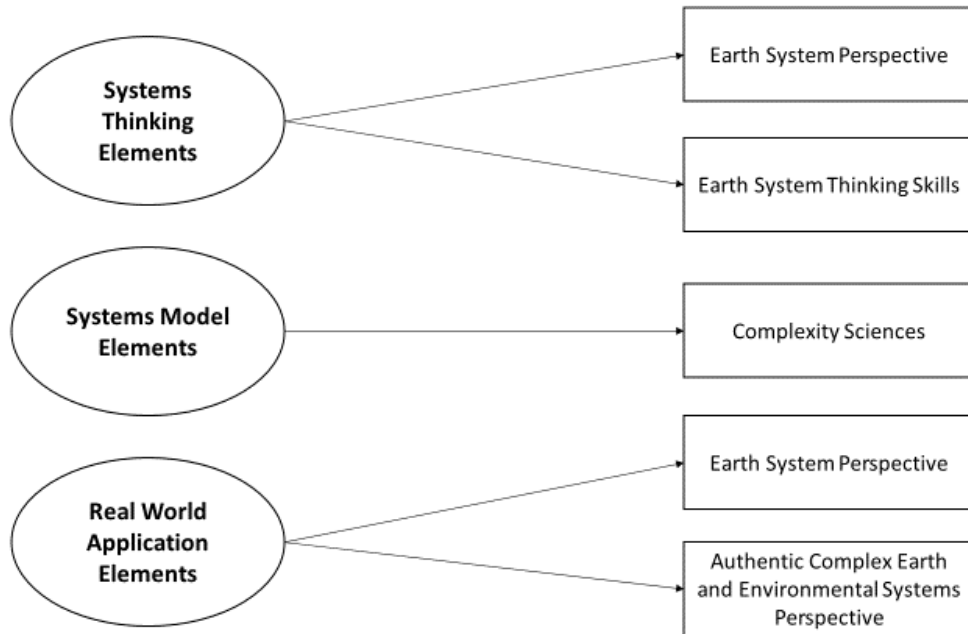 Systems
Thinking
Elements
Earth System Perspective
Earth System Thinking Skills
Systems Model
Elements
Complexity Sciences
Real World
Application
Elements
Earth System Perspective
Authentic Complex Earth
and Environmental Systems
Perspective